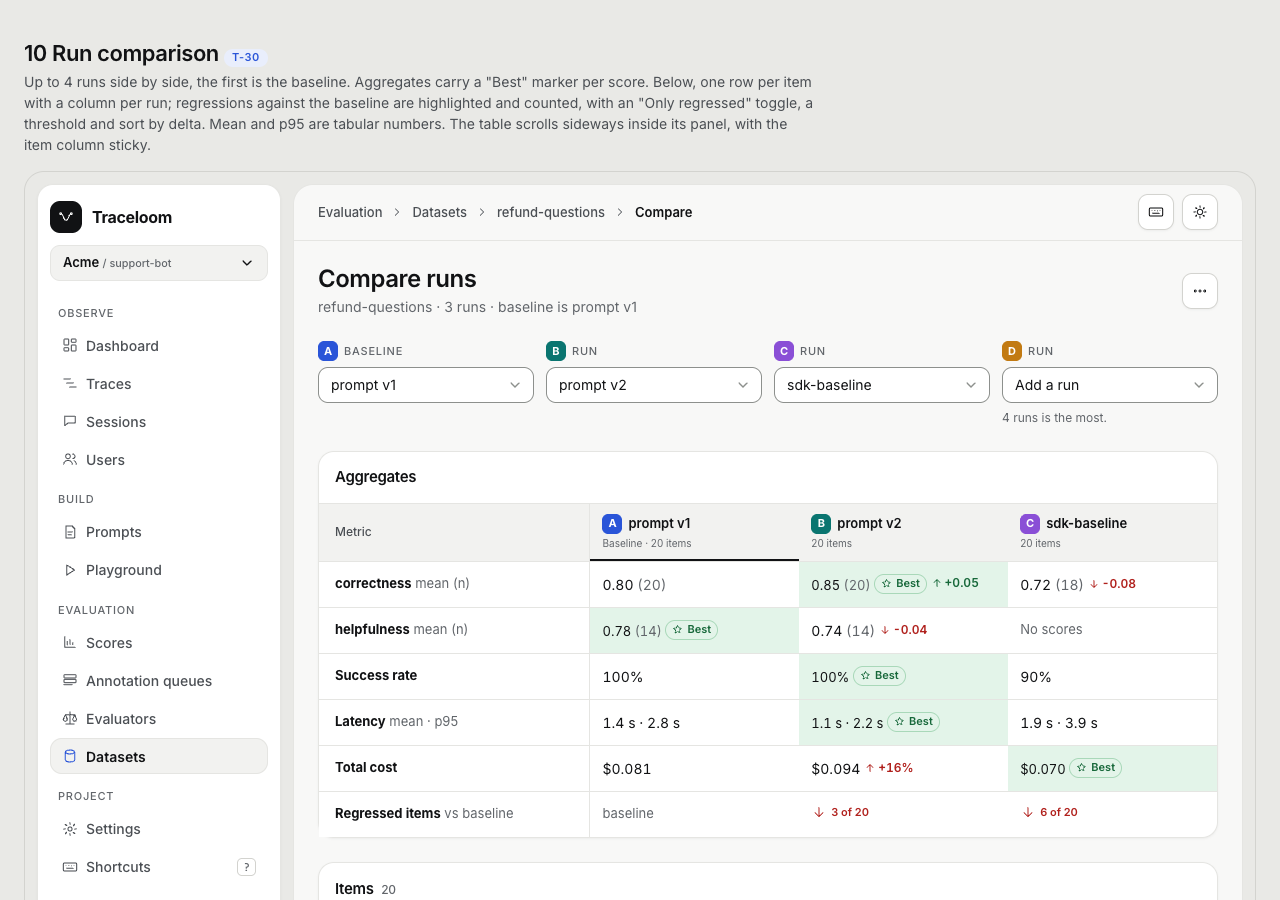 10 Run comparison T-30
Up to 4 runs side by side, the first is the baseline. Aggregates carry a "Best" marker per score. Below, one row per item
with a column per run; regressions against the baseline are highlighted and counted, with an "Only regressed" toggle, a
threshold and sort by delta. Mean and p95 are tabular numbers. The table scrolls sideways inside its panel, with the
item column sticky.
Traceloom
Acme / support-bot
OBSERVE
Dashboard
Traces
Sessions
Users
BUILD
Prompts
Playground
EVALUATION
Scores
Annotation queues
Evaluators
Datasets
PROJECT
Settings
Shortcuts ?
Evaluation > Datasets > refund-questions > Compare
Compare runs
refund-questions · 3 runs · baseline is prompt v1
A BASELINE B RUN C RUN D RUN
prompt v1 prompt v2 sdk-baseline Add a run
4 runs is the most.
Aggregates
Metric A prompt v1 B prompt v2 C sdk-baseline
Baseline · 20 items 20 items 20 items
correctness mean (n) 0.80 (20) 0.85 (20) Best ↑ +0.05 0.72 (18) ↓ -0.08
helpfulness mean (n) 0.78 (14) Best 0.74 (14) ↓ -0.04 No scores
Success rate 100% 100% Best 90%
Latency mean · p95 1.4 s · 2.8 s 1.1 s · 2.2 s Best 1.9 s · 3.9 s
Total cost $0.081 $0.094 ↑ +16% $0.070 Best
Regressed items vs baseline baseline ↓ 3 of 20 ↓ 6 of 20
Items 20